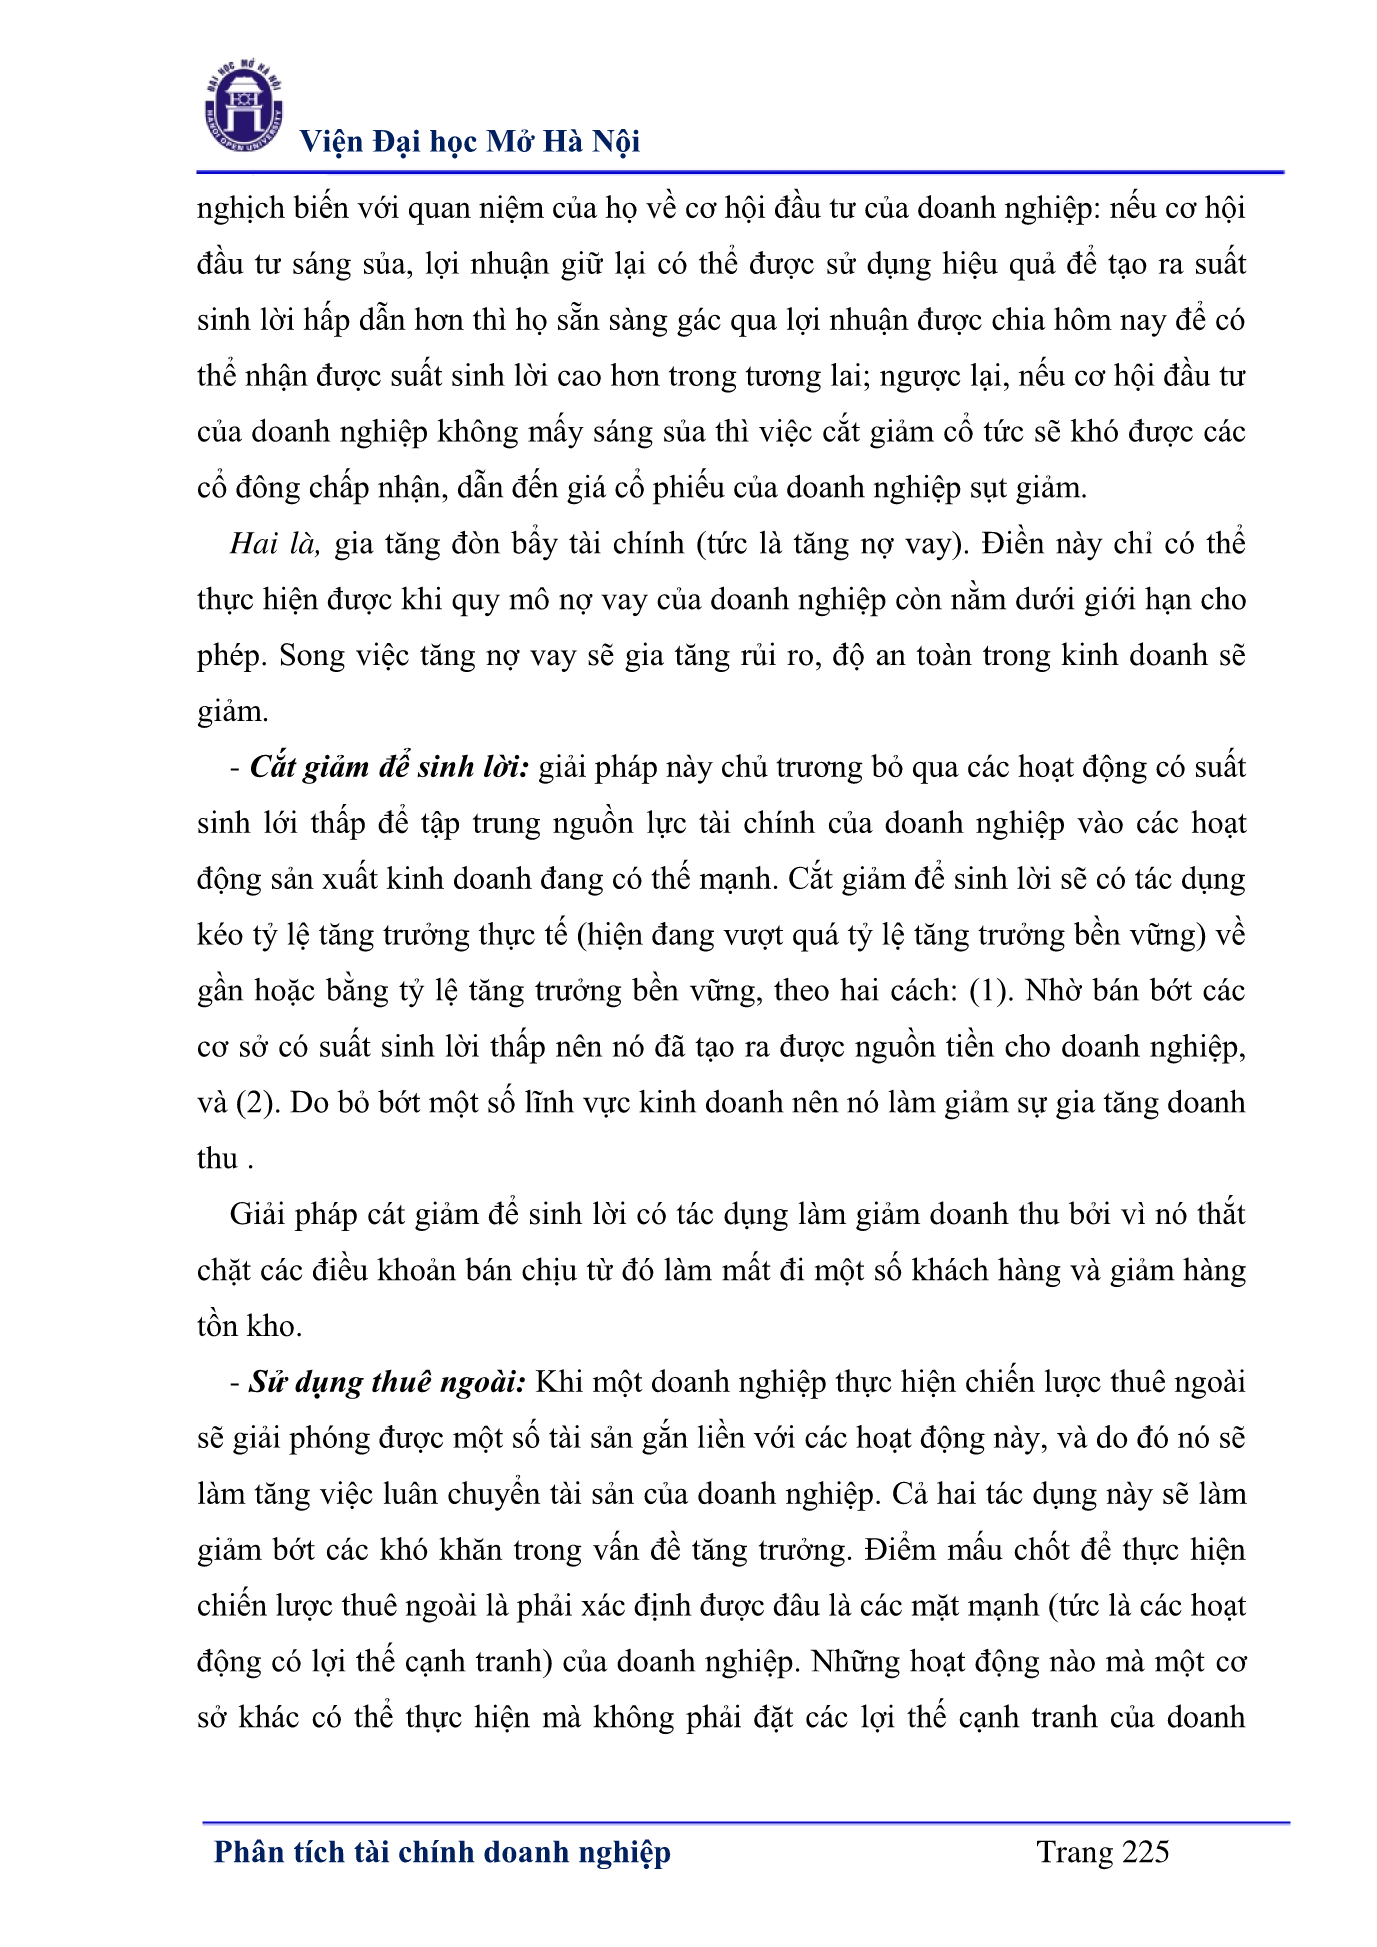 ĐẠI HỌC MỞ HÀ NỘI
HANOI OPEN UNIVERSITY
Viện Đại học Mở Hà Nội
nghịch biến với quan niệm của họ về cơ hội đầu tư của doanh nghiệp: nếu cơ hội
đầu tư sáng sủa, lợi nhuận giữ lại có thể được sử dụng hiệu quả để tạo ra suất
sinh lời hấp dẫn hơn thì họ sẵn sàng gác qua lợi nhuận được chia hôm nay để có
thể nhận được suất sinh lời cao hơn trong tương lai; ngược lại, nếu cơ hội đầu tư
của doanh nghiệp không mấy sáng sủa thì việc cắt giảm cổ tức sẽ khó được các
cổ đông chấp nhận, dẫn đến giá cổ phiếu của doanh nghiệp sụt giảm.
Hai là, gia tăng đòn bẩy tài chính (tức là tăng nợ vay). Điền này chỉ có thể
thực hiện được khi quy mô nợ vay của doanh nghiệp còn nằm dưới giới hạn cho
phép. Song việc tăng nợ vay sẽ gia tăng rủi ro, độ an toàn trong kinh doanh sẽ
giảm.
- Cắt giảm để sinh lời: giải pháp này chủ trương bỏ qua các hoạt động có suất
sinh lới thấp để tập trung nguồn lực tài chính của doanh nghiệp vào các hoạt
động sản xuất kinh doanh đang có thế mạnh. Cắt giảm để sinh lời sẽ có tác dụng
kéo tỷ lệ tăng trưởng thực tế (hiện đang vượt quá tỷ lệ tăng trưởng bền vững) về
gần hoặc bằng tỷ lệ tăng trưởng bền vững, theo hai cách: (1). Nhờ bán bớt các
cơ sở có suất sinh lời thấp nên nó đã tạo ra được nguồn tiền cho doanh nghiệp,
và (2). Do bỏ bớt một số lĩnh vực kinh doanh nên nó làm giảm sự gia tăng doanh
thu .
Giải pháp cát giảm để sinh lời có tác dụng làm giảm doanh thu bởi vì nó thắt
chặt các điều khoản bán chịu từ đó làm mất đi một số khách hàng và giảm hàng
tồn kho.
- Sử dụng thuê ngoài: Khi một doanh nghiệp thực hiện chiến lược thuê ngoài
sẽ giải phóng được một số tài sản gắn liền với các hoạt động này, và do đó nó sẽ
làm tăng việc luân chuyển tài sản của doanh nghiệp. Cả hai tác dụng này sẽ làm
giảm bớt các khó khăn trong vấn đề tăng trưởng. Điểm mấu chốt để thực hiện
chiến lược thuê ngoài là phải xác định được đâu là các mặt mạnh (tức là các hoạt
động có lợi thế cạnh tranh) của doanh nghiệp. Những hoạt động nào mà một cơ
sở khác có thể thực hiện mà không phải đặt các lợi thế cạnh tranh của doanh
Phân tích tài chính doanh nghiệp Trang 225